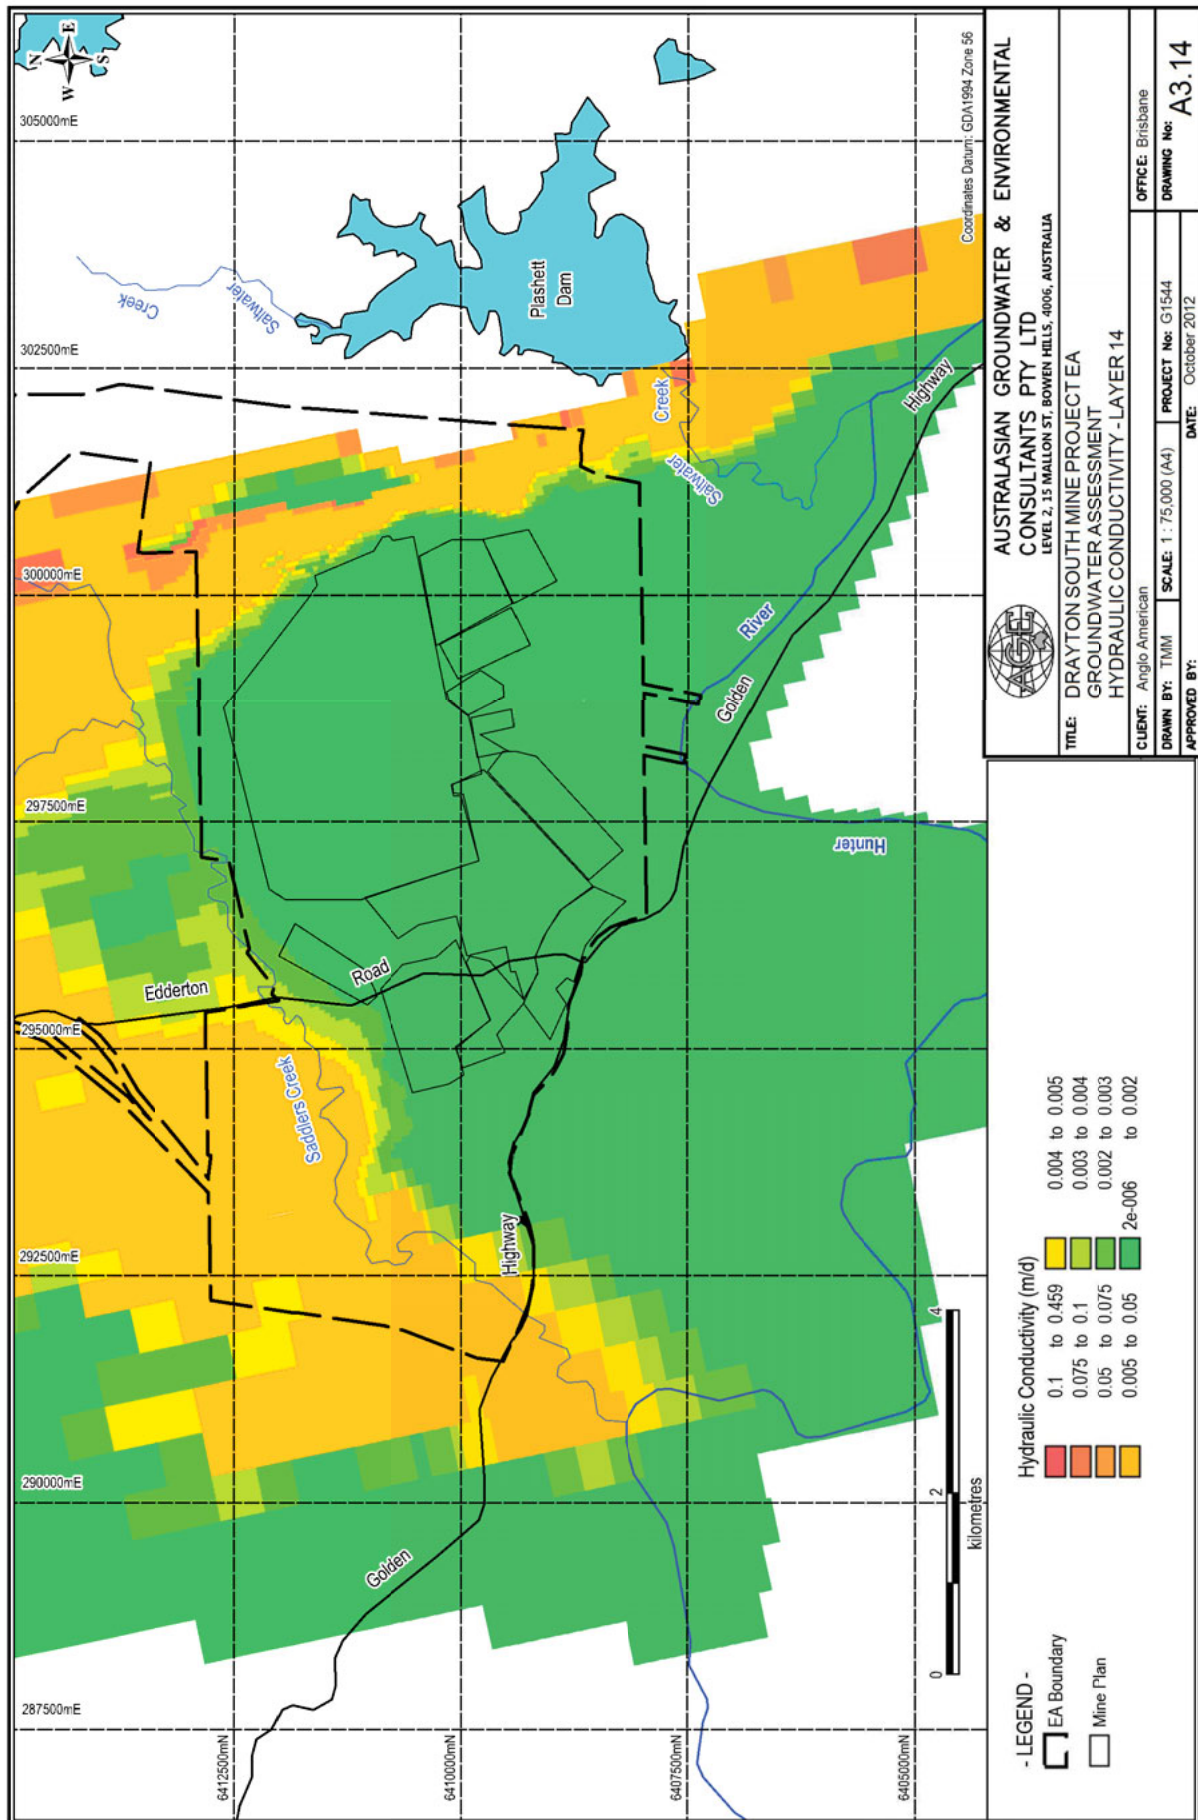 N
E
W
S
287500mE
290000mE
292500mE
295000mE
297500mE
300000mE
302500mE
305000mE
6412500mN
6410000mN
6407500mN
6405000mN
Saltwater
Creek
Plashett
Dam
Edderton
Road
Saddlers Creek
Creek
Saltwater
Golden
Highway
River
Golden
Highway
Hunter
Coordinates Datum: GDA1994 Zone 56
0
2
4
kilometres
- LEGEND -
EA Boundary
Mine Plan
Hydraulic Conductivity (m/d)
0.1 to 0.459
0.075 to 0.1
0.05 to 0.075
0.005 to 0.05
0.004 to 0.005
0.003 to 0.004
0.002 to 0.003
2e-006 to 0.002
AGE
AUSTRALASIAN GROUNDWATER & ENVIRONMENTAL
CONSULTANTS PTY LTD
LEVEL 2, 15 MALLON ST, BOWEN HILLS, 4006, AUSTRALIA
TITLE: DRAYTON SOUTH MINE PROJECT EA
GROUNDWATER ASSESSMENT
HYDRAULIC CONDUCTIVITY - LAYER 14
CLIENT: Anglo American
OFFICE: Brisbane
DRAWN BY: TMM
SCALE: 1 : 75,000 (A4)
PROJECT No: G1544
DRAWING No:
A3.14
APPROVED BY:
DATE: October 2012